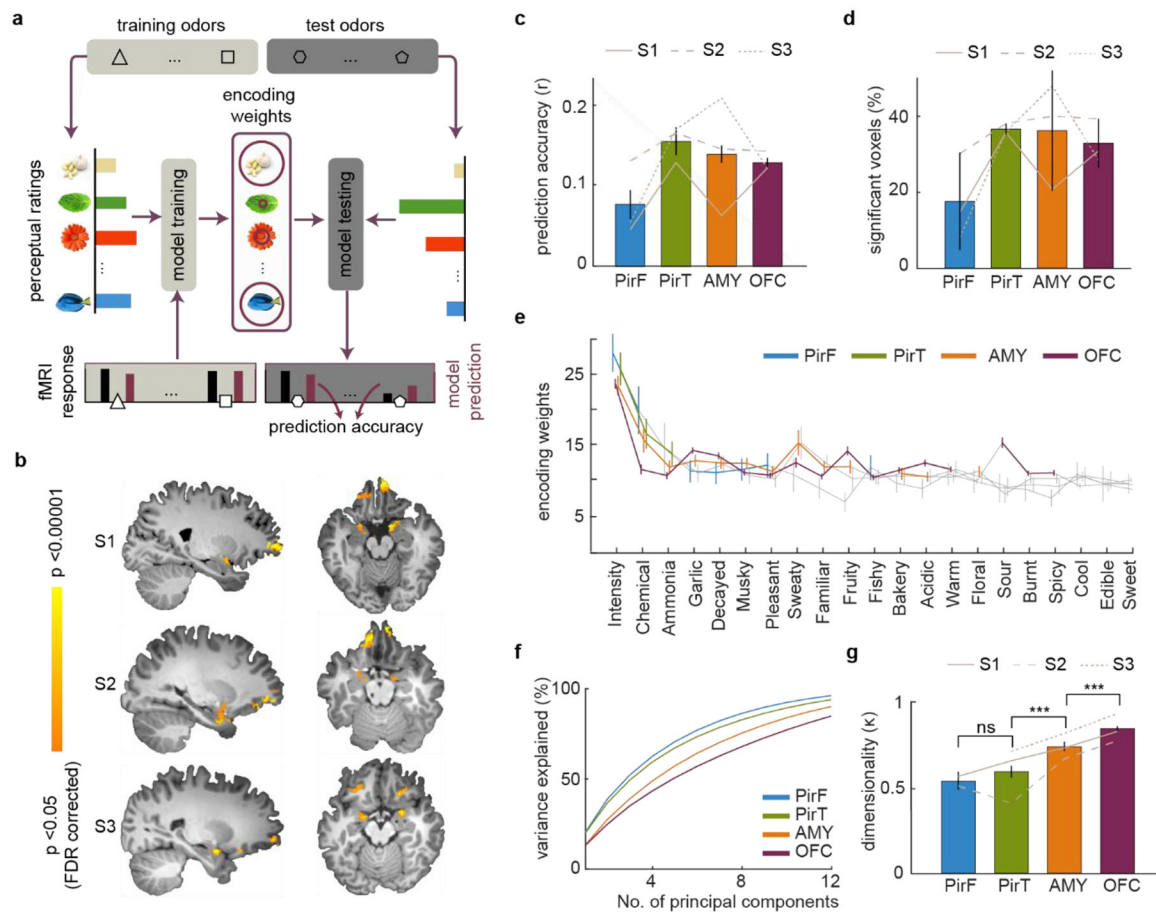 a
training odors
test odors
...
...
encoding
weights
perceptual ratings
model training
model testing
fMRI
response
...
...
model
prediction
prediction accuracy
b
S1
S2
S3
p <0.00001
p <0.05
(FDR corrected)
c
S1 S2 S3
prediction accuracy (r)
0.2
0.1
0
PirF PirT AMY OFC
d
S1 S2 S3
significant voxels (%)
40
20
0
PirF PirT AMY OFC
e
PirF PirT AMY OFC
encoding weights
25
15
5
Intensity
Chemical
Ammonia
Garlic
Decayed
Musky
Pleasant
Sweaty
Familiar
Fruity
Fishy
Bakery
Acidic
Warm
Floral
Sour
Burnt
Spicy
Cool
Edible
Sweet
f
variance explained (%)
100
50
0
PirF
PirT
AMY
OFC
4 8 12
No. of principal components
g
S1 S2 S3
dimensionality (κ)
1
0.5
0
ns
***
***
PirF PirT AMY OFC